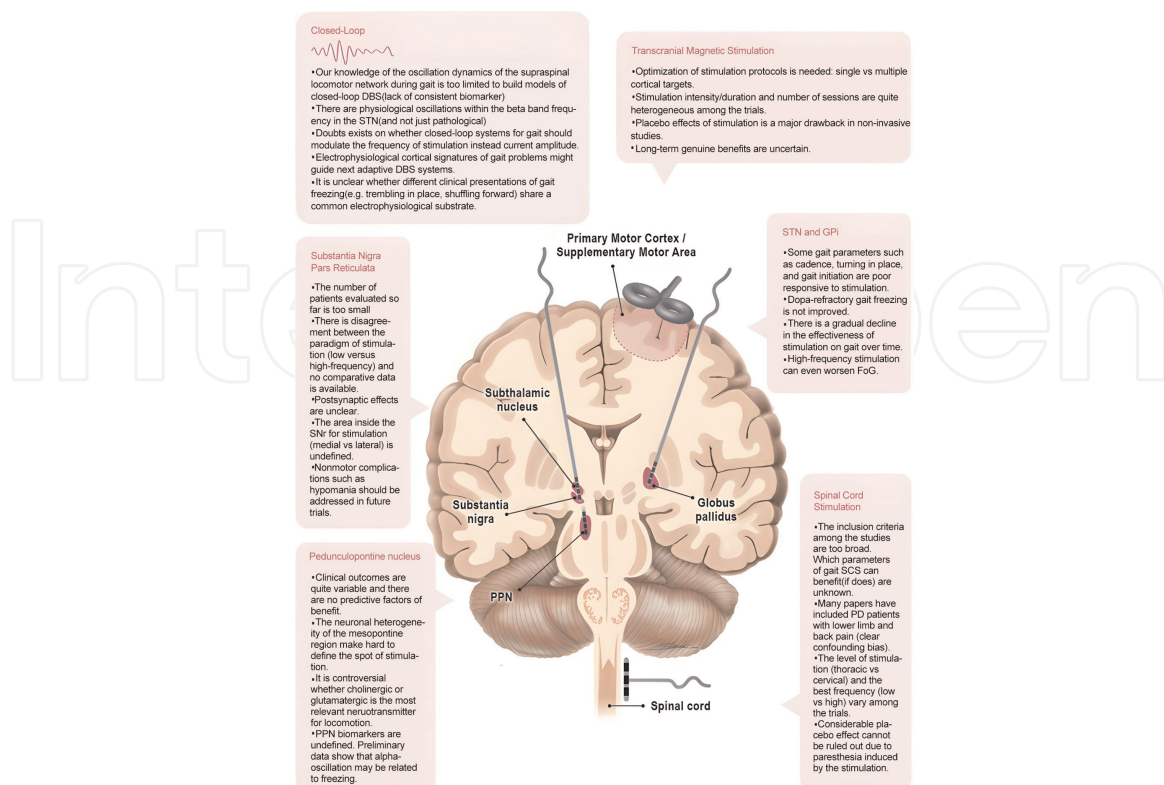 Closed-Loop
•Our knowledge of the oscillation dynamics of the supraspinal
locomotor network during gait is too limited to build models of
closed-loop DBS(lack of consistent biomarker)
•There are physiological oscillations within the beta band frequ-
ency in the STN(and not just pathological)
•Doubts exists on whether closed-loop systems for gait should
modulate the frequency of stimulation instead current amplitude.
•Electrophysiological cortical signatures of gait problems might
guide next adaptive DBS systems.
•It is unclear whether different clinical presentations of gait
freezing(e.g. trembling in place, shuffling forward) share a
common electrophysiological substrate.
Transcranial Magnetic Stimulation
•Optimization of stimulation protocols is needed: single vs multiple
cortical targets.
•Stimulation intensity/duration and number of sessions are quite
heterogeneous among the trials.
•Placebo effects of stimulation is a major drawback in non-invasive
studies.
•Long-term genuine benefits are uncertain.
Substantia Nigra
Pars Reticulata
•The number of
patients evaluated so
far is too small
•There is disagree-
ment between the
paradigm of stimula-
tion (low versus
high-frequency) and
no comparative data
is available.
•Postsynaptic effects
are unclear.
•The area inside the
SNr for stimulation
(medial vs lateral) is
undefined.
•Nonmotor complica-
tions such as
hypomania should be
addressed in future
trials.
Primary Motor Cortex /
Supplementary Motor Area
STN and GPi
•Some gait parameters such
as cadence, turning in place,
and gait initiation are poor
responsive to stimulation.
•Dopa-refractory gait freezing
is not improved.
•There is a gradual decline
in the effectiveness of
stimulation on gait over time.
•High-frequency stimulation
can even worsen FoG.
Subthalamic
nucleus
Substantia
nigra
Globus
pallidus
PPN
Spinal cord
Pedunculopontine nucleus
•Clinical outcomes are
quite variable and there
are no predictive factors of
benefit.
•The neuronal heterogene-
ity of the mesopontine
region make hard to
define the spot of stimula-
tion.
•It is controversial
whether cholinergic or
glutamatergic is the most
relevant neruotransmitter
for locomotion.
•PPN biomarkers are
undefined. Preliminary
data show that alpha-
oscillation may be related
to freezing.
Spinal Cord
Stimulation
•The inclusion criteria
among the studies
are too broad.
Which parameters
of gait SCS can
benefit(if does) are
unknown.
•Many papers have
included PD patients
with lower limb and
back pain (clear
confounding bias).
•The level of stimula-
tion (thoracic vs
cervical) and the
best frequency (low
vs high) vary among
the trials.
•Considerable pla-
cebo effect cannot
be ruled out due to
paresthesia induced
by the stimulation.